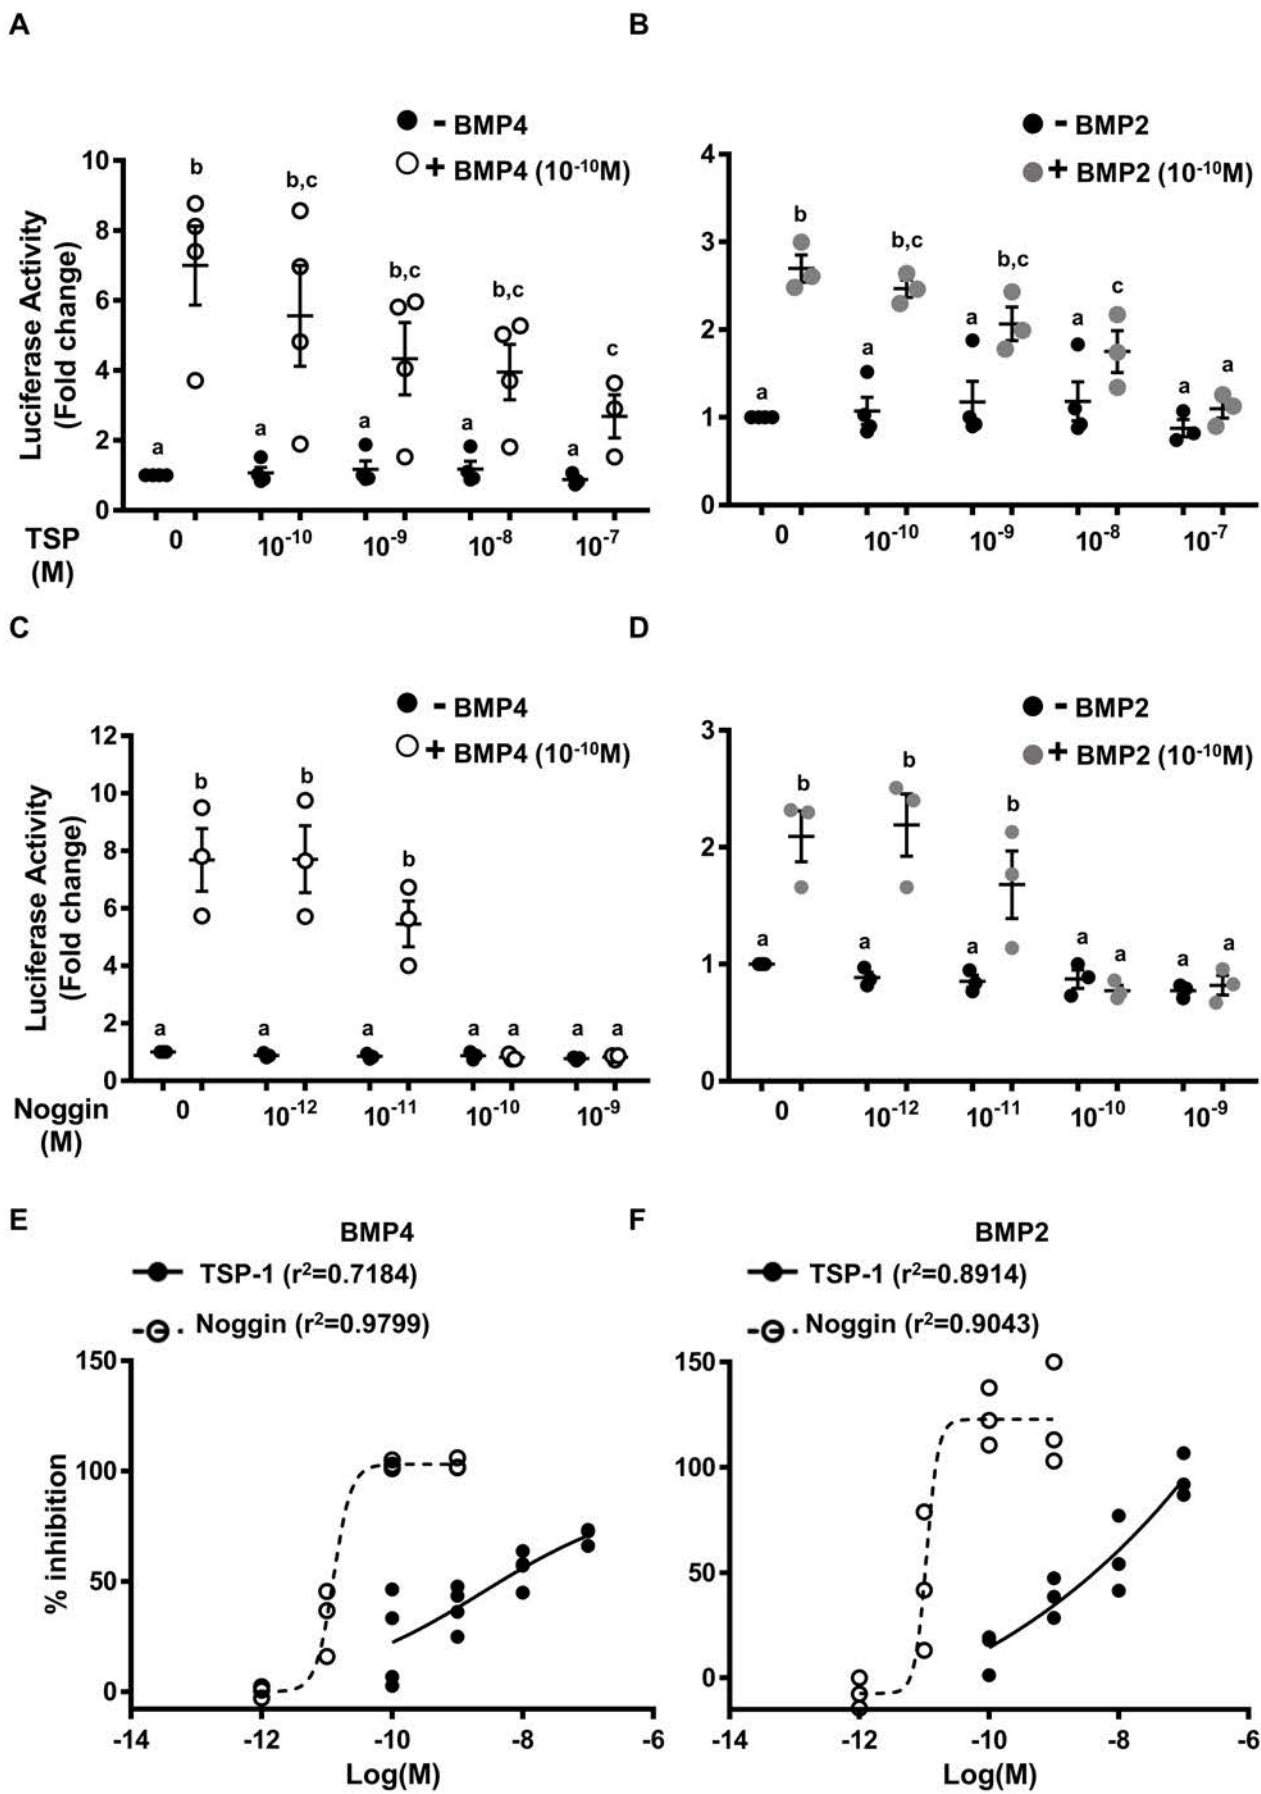 A
- BMP4
+ BMP4 (10⁻¹⁰M)
Luciferase Activity
(Fold change)
10
8
6
4
2
0
b
b,c
b,c
b,c
c
a
a
a
a
a
TSP
(M)
0
10⁻¹⁰
10⁻⁹
10⁻⁸
10⁻⁷
B
- BMP2
+ BMP2 (10⁻¹⁰M)
4
3
2
1
0
b
b,c
b,c
c
a
a
a
a
a
a
0
10⁻¹⁰
10⁻⁹
10⁻⁸
10⁻⁷
C
- BMP4
+ BMP4 (10⁻¹⁰M)
Luciferase Activity
(Fold change)
12
10
8
6
4
2
0
b
b
b
a
a
a
a
a
a
a
Noggin
(M)
0
10⁻¹²
10⁻¹¹
10⁻¹⁰
10⁻⁹
D
- BMP2
+ BMP2 (10⁻¹⁰M)
3
2
1
0
b
b
b
a
a
a
a
a
a
a
0
10⁻¹²
10⁻¹¹
10⁻¹⁰
10⁻⁹
E
BMP4
TSP-1 (r²=0.7184)
Noggin (r²=0.9799)
% inhibition
150
100
50
0
-14
-12
-10
-8
-6
Log(M)
F
BMP2
TSP-1 (r²=0.8914)
Noggin (r²=0.9043)
150
100
50
0
-14
-12
-10
-8
-6
Log(M)